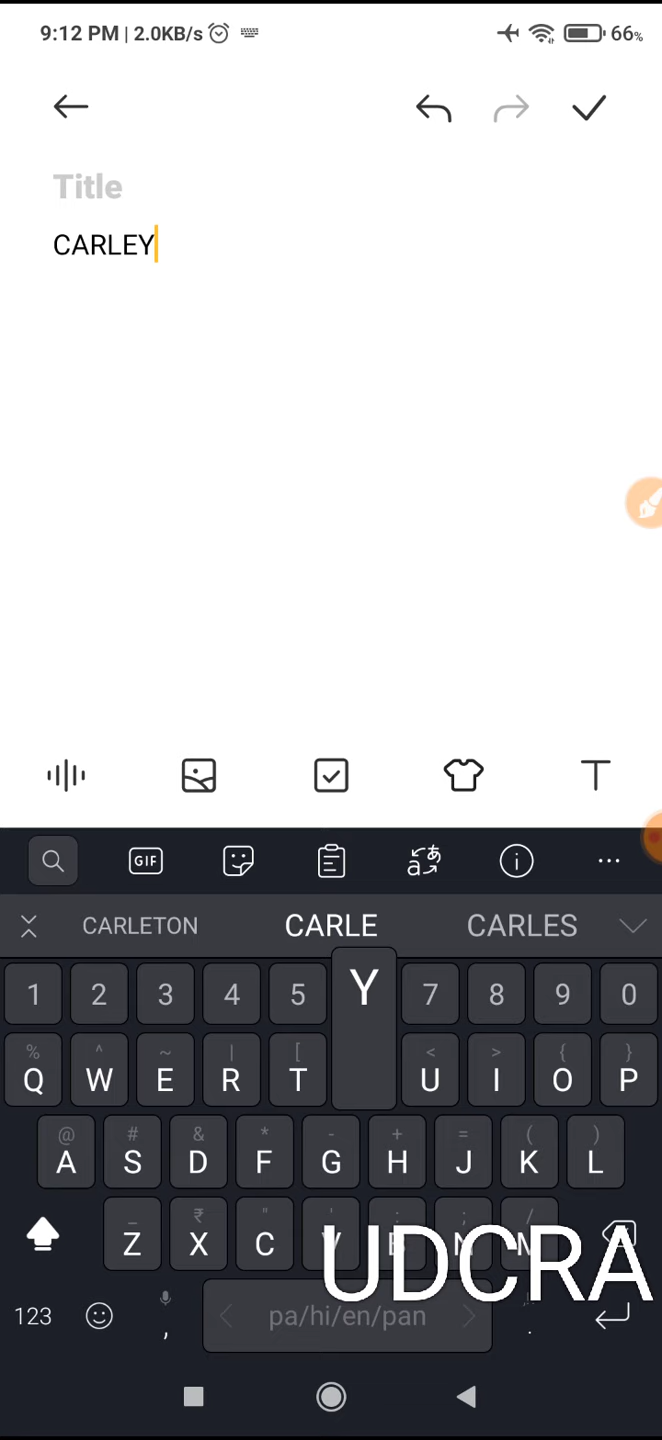 9:12 PM | 2.0KB/s 66%
Title
CARLEY
GIF
CARLETON CARLE CARLES
1 2 3 4 5 Y 7 8 9 0
% ^ ~ | [ < > { }
Q W E R T U I O P
@ # & * - + = ( )
A S D F G H J K L
_ ₹ " ' : ; /
Z X C V B N M
UDCRA
123 , pa/hi/en/pan .